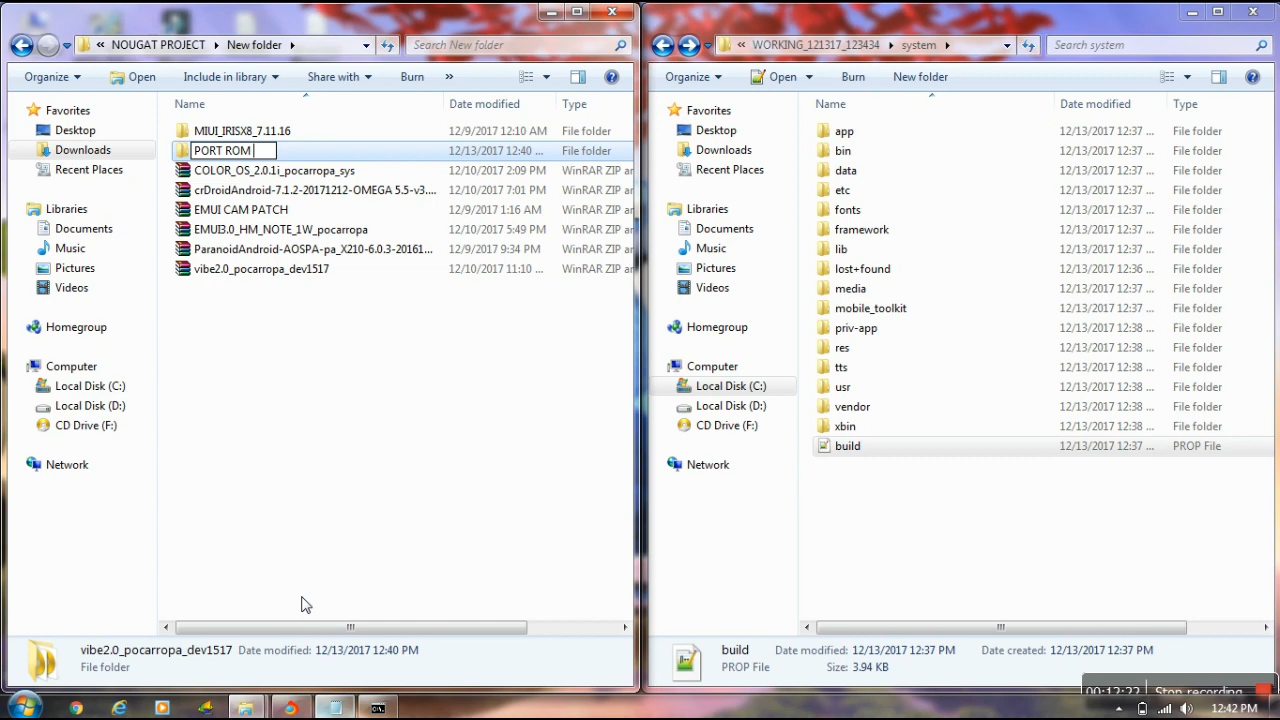 NOUGAT PROJECT New folder
Search New folder
Organize Open Include in library Share with Burn »
Name Date modified Type
Favorites
Desktop
Downloads
Recent Places
Libraries
Documents
Music
Pictures
Videos
Homegroup
Computer
Local Disk (C:)
Local Disk (D:)
CD Drive (F:)
Network
MIUI_IRISX8_7.11.16 12/9/2017 12:10 AM File folder
PORT ROM 12/13/2017 12:40 ... File folder
COLOR_OS_2.0.1i_pocarropa_sys 12/10/2017 2:09 PM WinRAR ZIP ar
crDroidAndroid-7.1.2-20171212-OMEGA 5.5-v3.... 12/10/2017 7:01 PM WinRAR ZIP ar
EMUI CAM PATCH 12/9/2017 1:16 AM WinRAR ZIP ar
EMUI3.0_HM_NOTE_1W_pocarropa 12/10/2017 5:49 PM WinRAR ZIP ar
ParanoidAndroid-AOSPA-pa_X210-6.0.3-20161... 12/9/2017 9:34 PM WinRAR ZIP ar
vibe2.0_pocarropa_dev1517 12/10/2017 11:10 ... WinRAR ZIP ar
vibe2.0_pocarropa_dev1517 Date modified: 12/13/2017 12:40 PM
File folder
WORKING_121317_123434 system
Search system
Organize Open Burn New folder
Name Date modified Type
Favorites
Desktop
Downloads
Recent Places
Libraries
Documents
Music
Pictures
Videos
Homegroup
Computer
Local Disk (C:)
Local Disk (D:)
CD Drive (F:)
Network
app 12/13/2017 12:38 ... File folder
bin 12/13/2017 12:37 ... File folder
data 12/13/2017 12:37 ... File folder
etc 12/13/2017 12:37 ... File folder
fonts 12/13/2017 12:37 ... File folder
framework 12/13/2017 12:37 ... File folder
lib 12/13/2017 12:37 ... File folder
lost+found 12/13/2017 12:36 ... File folder
media 12/13/2017 12:37 ... File folder
mobile_toolkit 12/13/2017 12:37 ... File folder
priv-app 12/13/2017 12:38 ... File folder
res 12/13/2017 12:38 ... File folder
tts 12/13/2017 12:38 ... File folder
usr 12/13/2017 12:38 ... File folder
vendor 12/13/2017 12:38 ... File folder
xbin 12/13/2017 12:38 ... File folder
build 12/13/2017 12:37 ... PROP File
build Date modified: 12/13/2017 12:37 PM Date created: 12/13/2017 12:37 PM
PROP File Size: 3.94 KB
00:12:22 Stop recording
12:42 PM